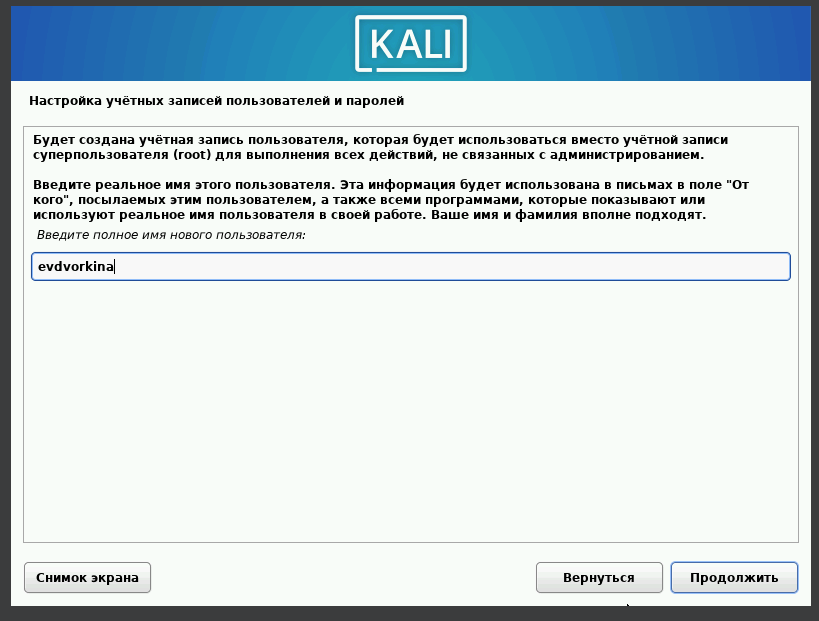 KALI
Настройка учётных записей пользователей и паролей
Будет создана учётная запись пользователя, которая будет использоваться вместо учётной записи
суперпользователя (root) для выполнения всех действий, не связанных с администрированием.
Введите реальное имя этого пользователя. Эта информация будет использована в письмах в поле "От
кого", посылаемых этим пользователем, а также всеми программами, которые показывают или
используют реальное имя пользователя в своей работе. Ваше имя и фамилия вполне подходят.
Введите полное имя нового пользователя:
evdvorkina
Снимок экрана
Вернуться
Продолжить